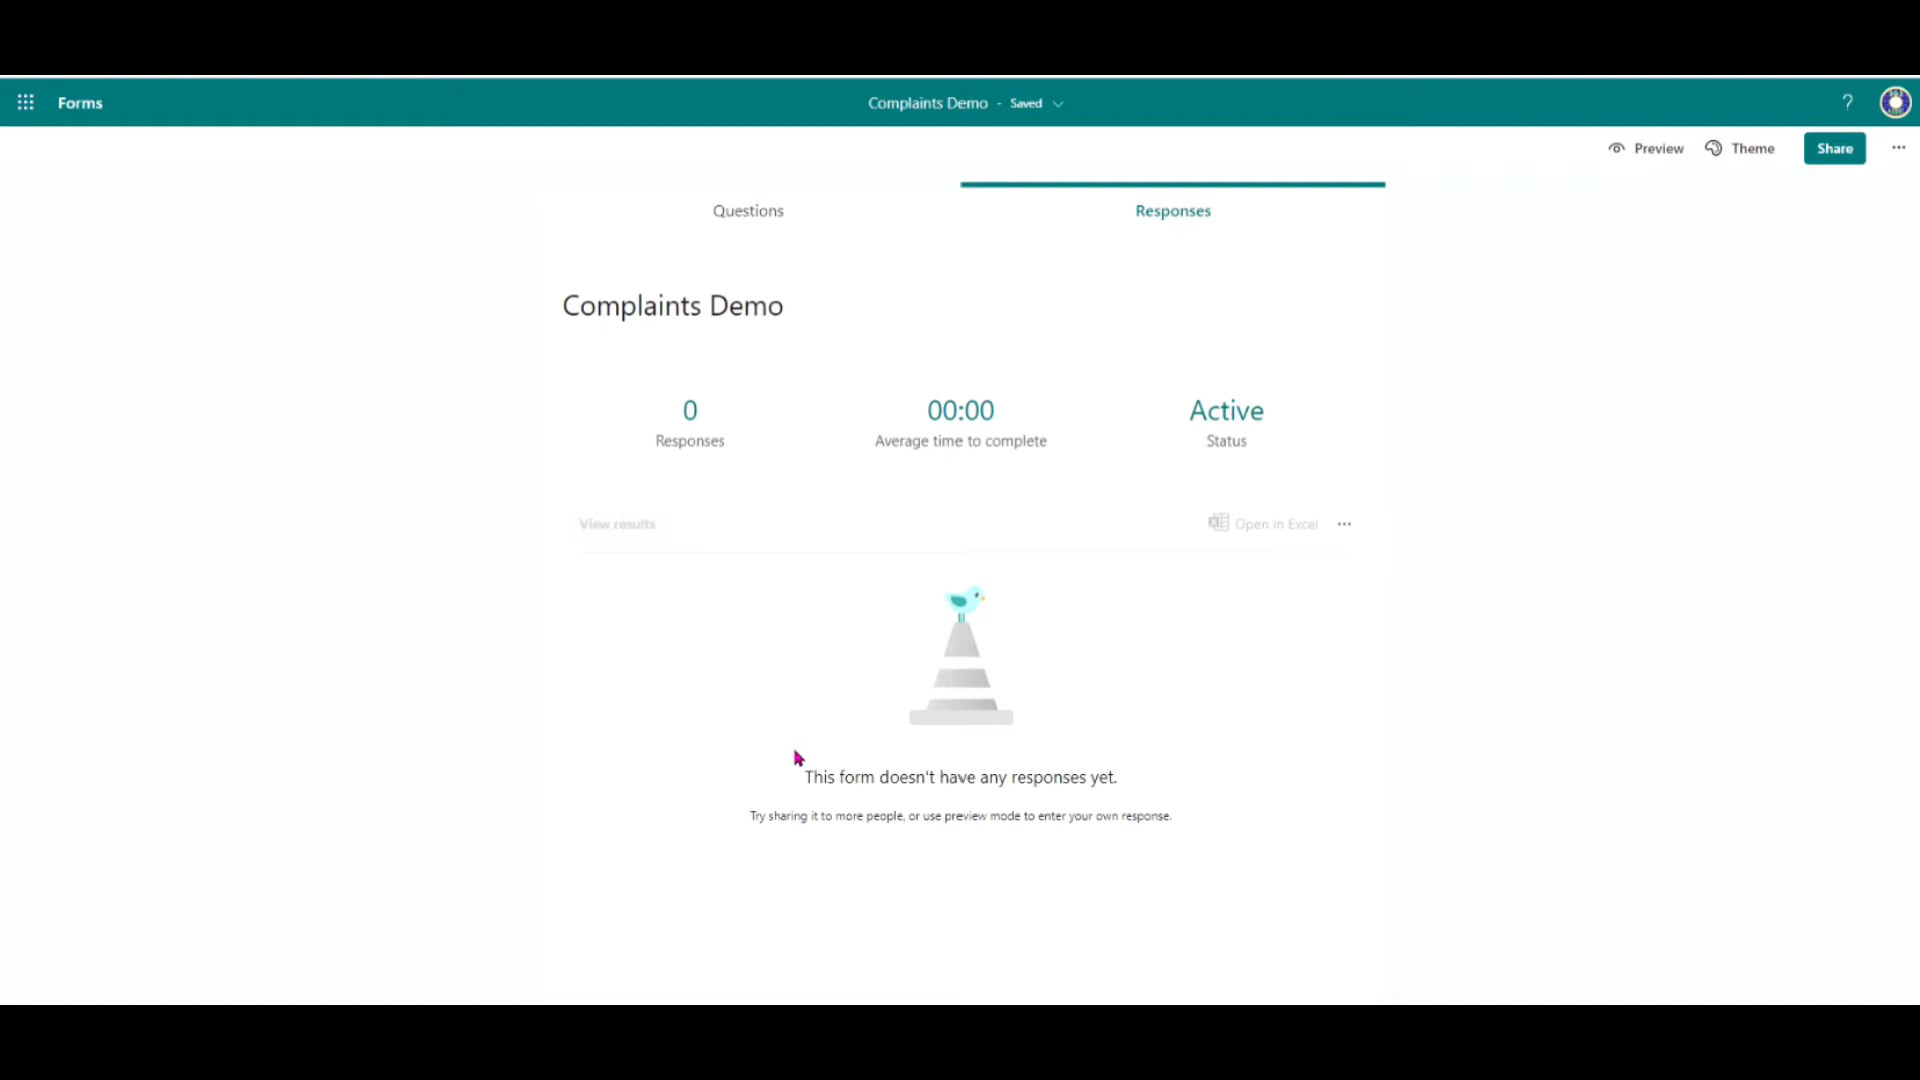 Forms
Complaints Demo - Saved
?
Preview
Theme
Share
...
Questions
Responses
Complaints Demo
0
Responses
00:00
Average time to complete
Active
Status
View results
Open in Excel
...
This form doesn't have any responses yet.
Try sharing it to more people, or use preview mode to enter your own response.